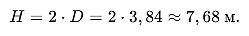 H = 2 · D = 2 · 3,84 ≈ 7,68 м.